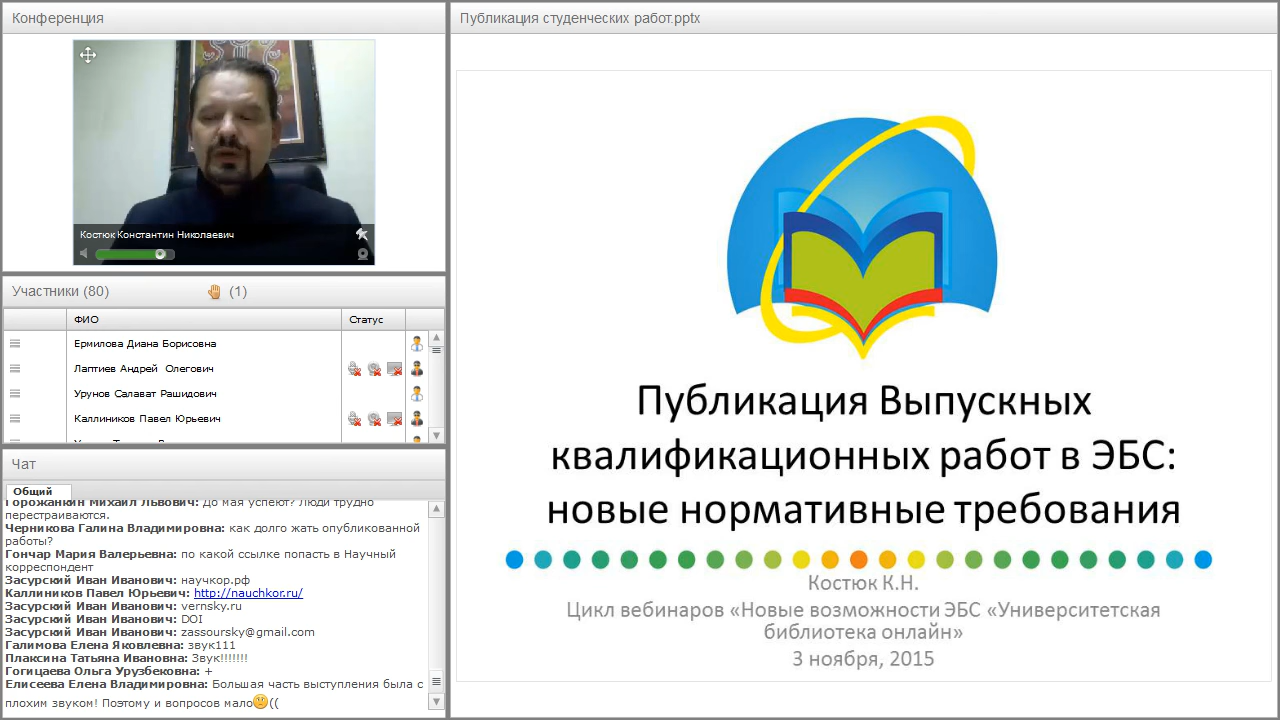 Конференция
Костюк Константин Николаевич
Участники (80)
(1)
ФИО
Статус
Ермилова Диана Борисовна
Лаптиев Андрей Олегович
Урунов Салават Рашидович
Каллиников Павел Юрьевич
Чат
Общий
Горожанкин Михаил Львович: До мая успеют? Люди трудно
перестраиваются.
Черникова Галина Владимировна: как долго жать опубликованной
работы?
Гончар Мария Валерьевна: по какой ссылке попасть в Научный
корреспондент
Засурский Иван Иванович: научкор.рф
Каллиников Павел Юрьевич: http://nauchkor.ru/
Засурский Иван Иванович: vernsky.ru
Засурский Иван Иванович: DOI
Засурский Иван Иванович: zassoursky@gmail.com
Галимова Елена Яковлевна: звук111
Плаксина Татьяна Ивановна: Звук!!!!!!!
Гогицаева Ольга Урузбековна: +
Елисеева Елена Владимировна: Большая часть выступления была с
плохим звуком! Поэтому и вопросов мало((
Публикация студенческих работ.pptx
Публикация Выпускных
квалификационных работ в ЭБС:
новые нормативные требования
Костюк К.Н.
Цикл вебинаров «Новые возможности ЭБС «Университетская
библиотека онлайн»
3 ноября, 2015